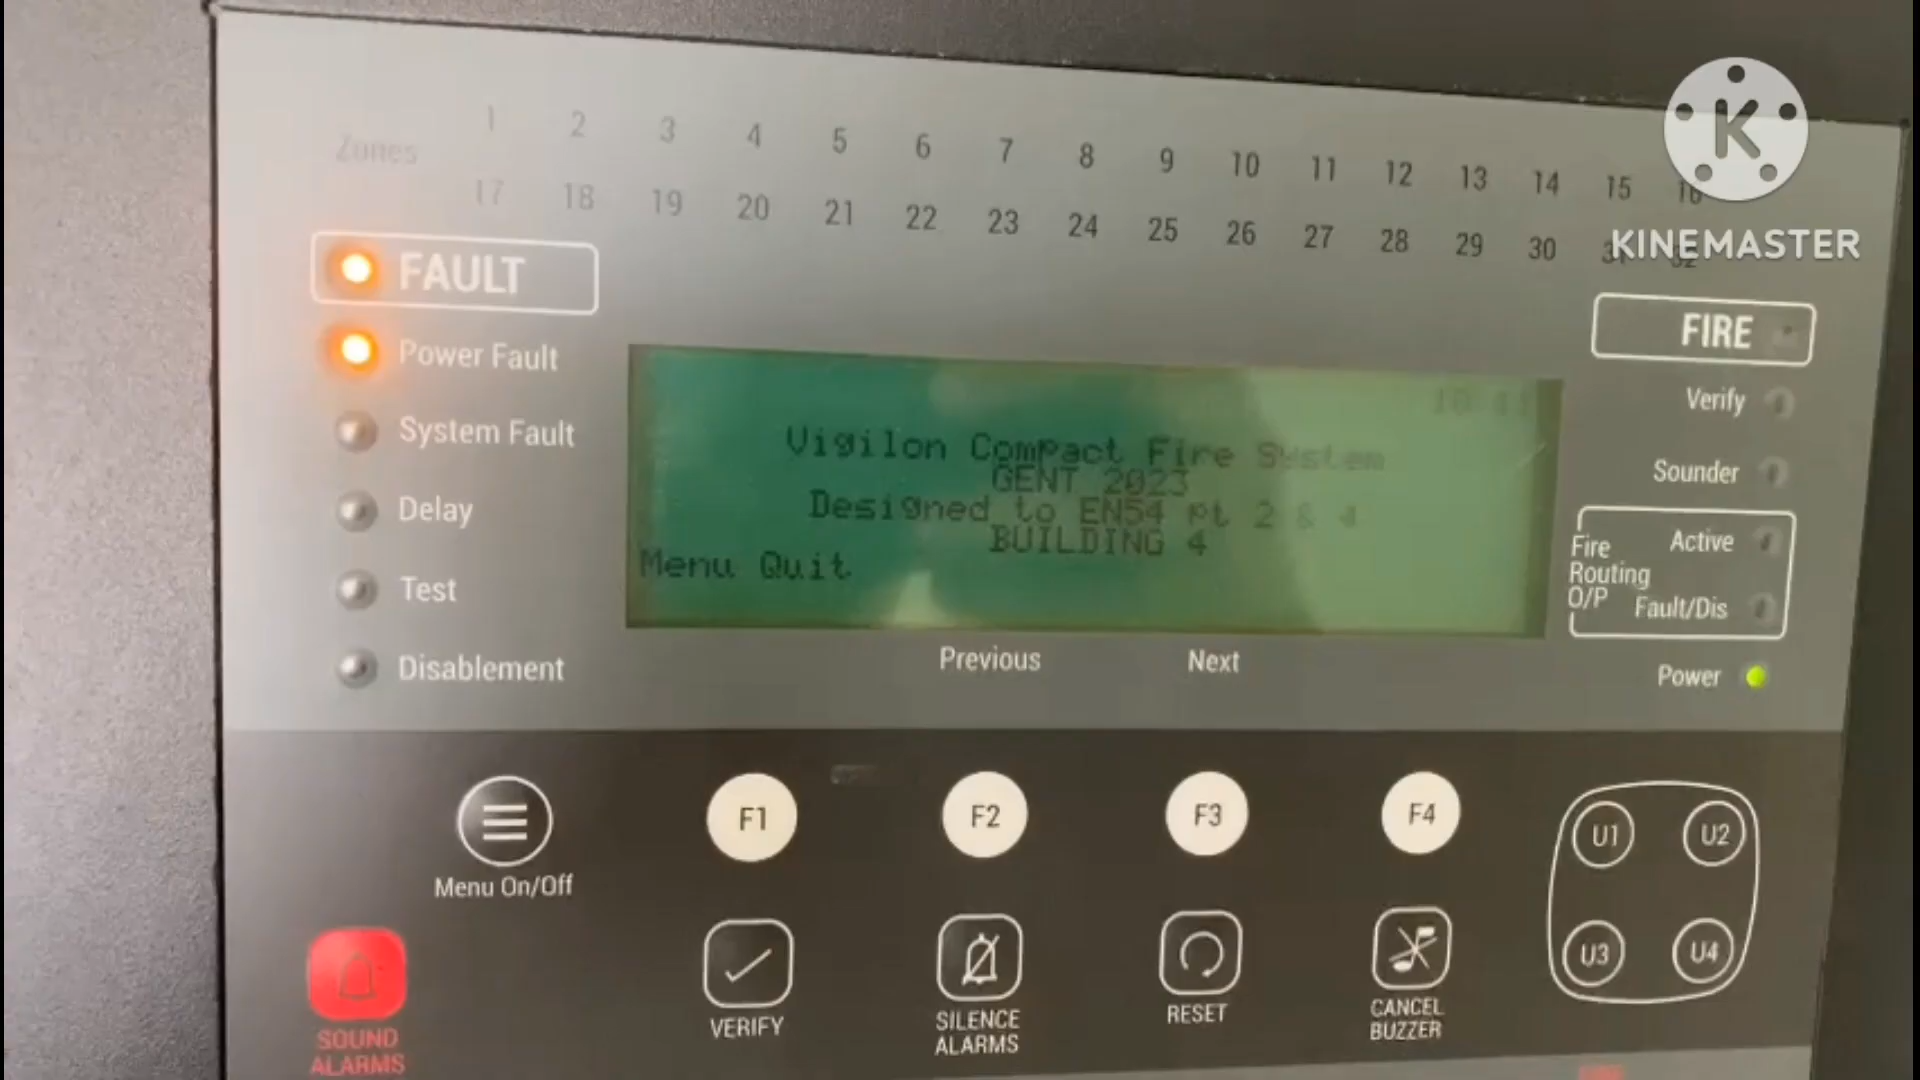 Zones 1 2 3 4 5 6 7 8 9 10 11 12 13 14 15 16
17 18 19 20 21 22 23 24 25 26 27 28 29 30 31 32
KINEMASTER
FAULT
Power Fault
System Fault
Delay
Test
Disablement
Vigilon Compact Fire System
GENT 2023
Designed to EN54 pt 2 & 4
BUILDING 4
Menu Quit
Previous Next
FIRE
Verify
Sounder
Fire Routing O/P
Active
Fault/Dis
Power
Menu On/Off
F1 F2 F3 F4
U1 U2
U3 U4
SOUND
ALARMS
VERIFY
SILENCE
ALARMS
RESET
CANCEL
BUZZER